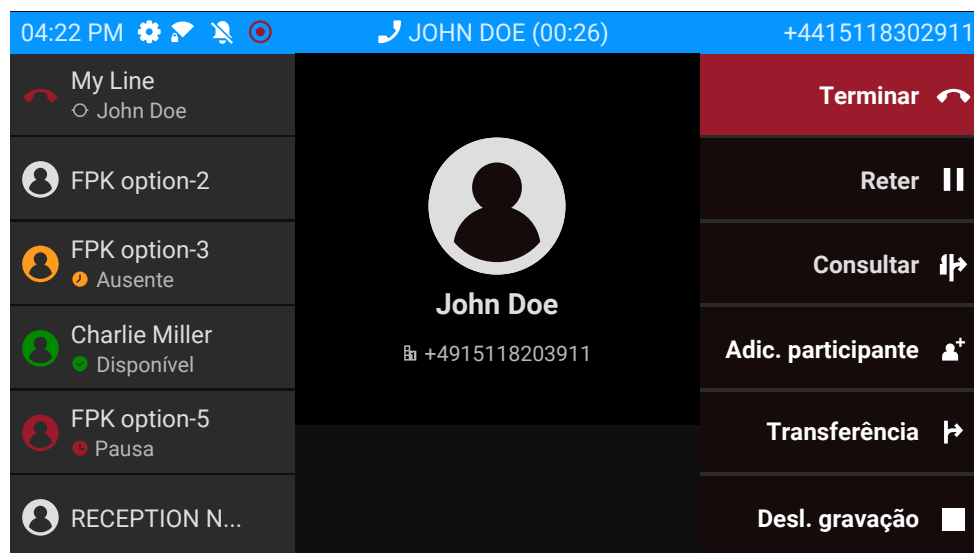 04:22 PM
JOHN DOE (00:26)
+4415118302911
My Line
John Doe
FPK option-2
FPK option-3
Ausente
Charlie Miller
Disponível
FPK option-5
Pausa
RECEPTION N...
John Doe
+4915118203911
Terminar
Reter
Consultar
Adic. participante
Transferência
Desl. gravação